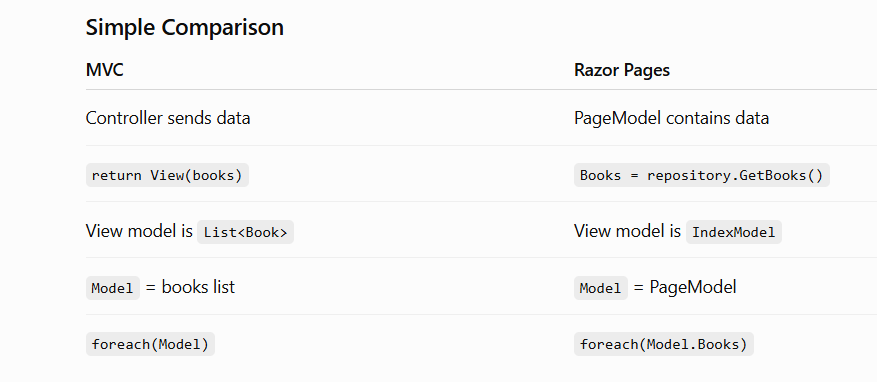 Simple Comparison
MVC Razor Pages
Controller sends data PageModel contains data
return View(books) Books = repository.GetBooks()
View model is List<Book> View model is IndexModel
Model = books list Model = PageModel
foreach(Model) foreach(Model.Books)